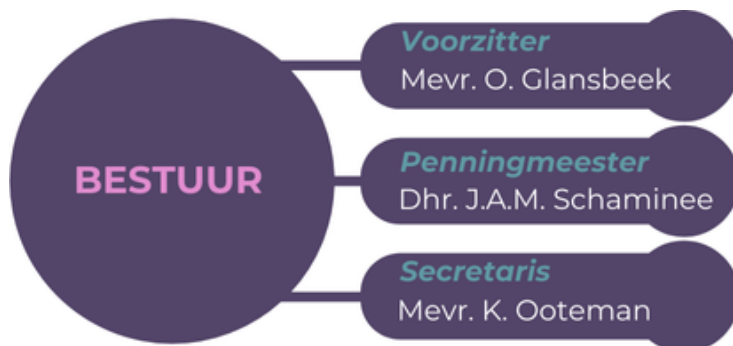 BESTUUR
Voorzitter
Mevr. O. Glansbeek
Penningmeester
Dhr. J.A.M. Schaminee
Secretaris
Mevr. K. Ooteman